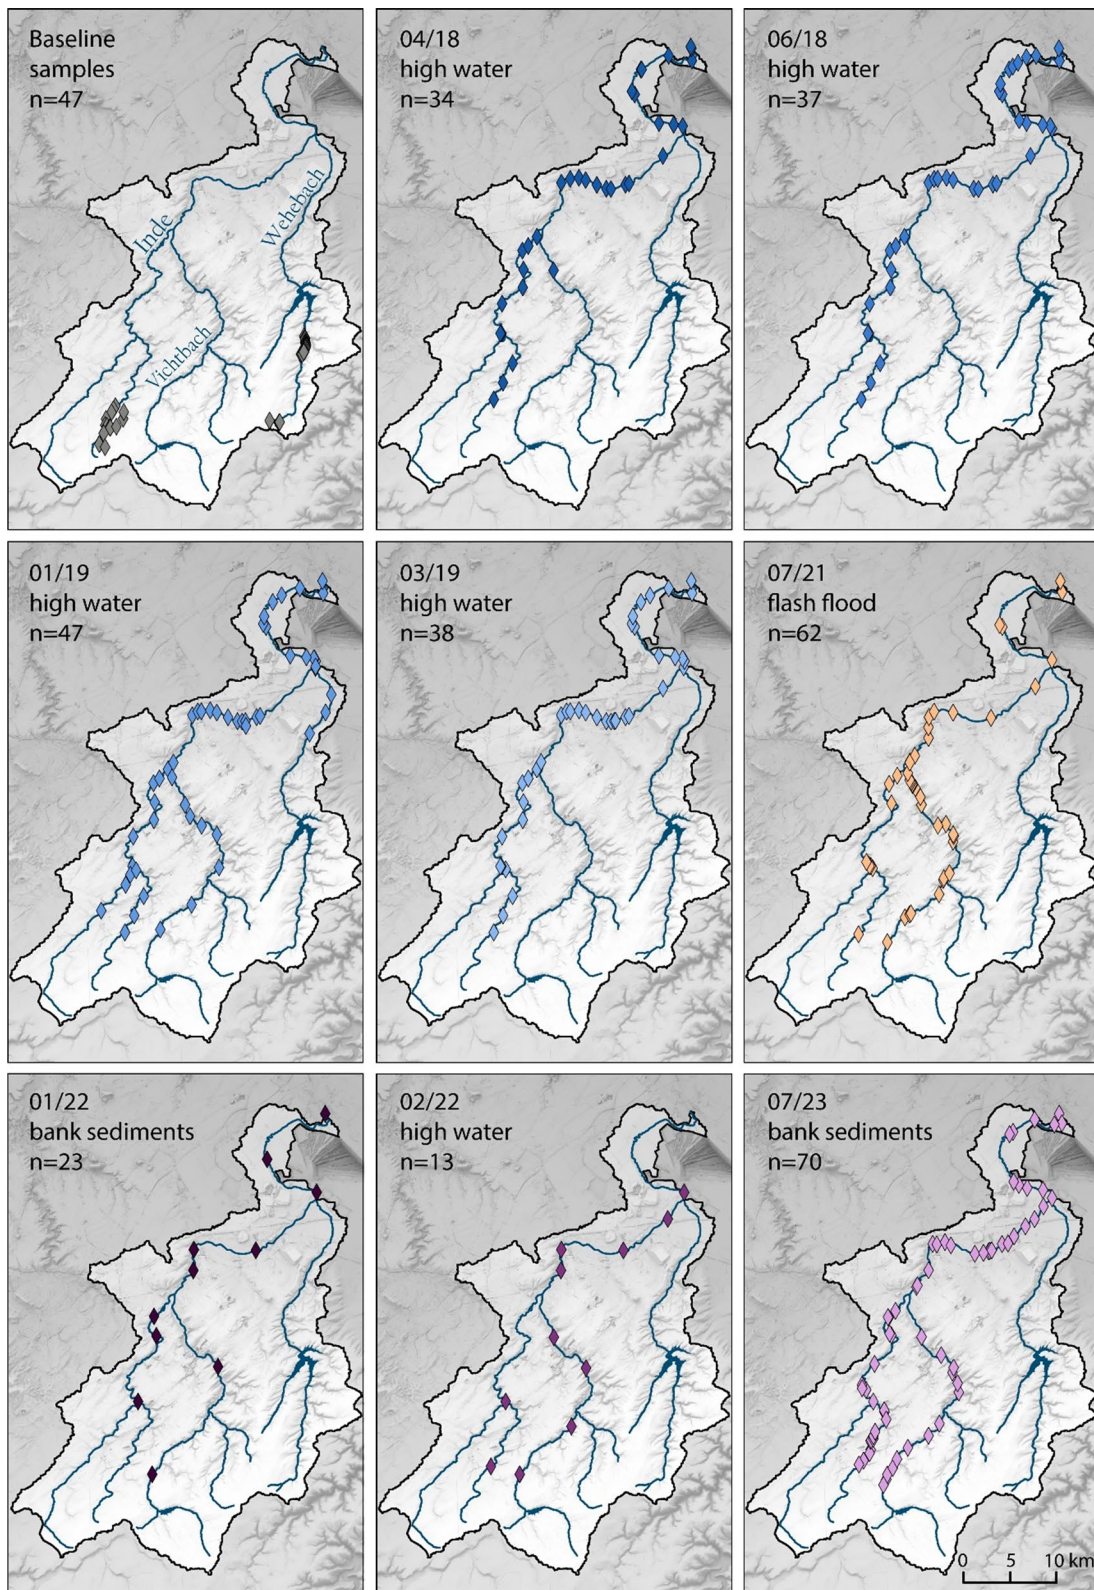 Baseline
samples
n=47
Inde
Wehebach
Vichtbach
04/18
high water
n=34
06/18
high water
n=37
01/19
high water
n=47
03/19
high water
n=38
07/21
flash flood
n=62
01/22
bank sediments
n=23
02/22
high water
n=13
07/23
bank sediments
n=70
0 5 10 km